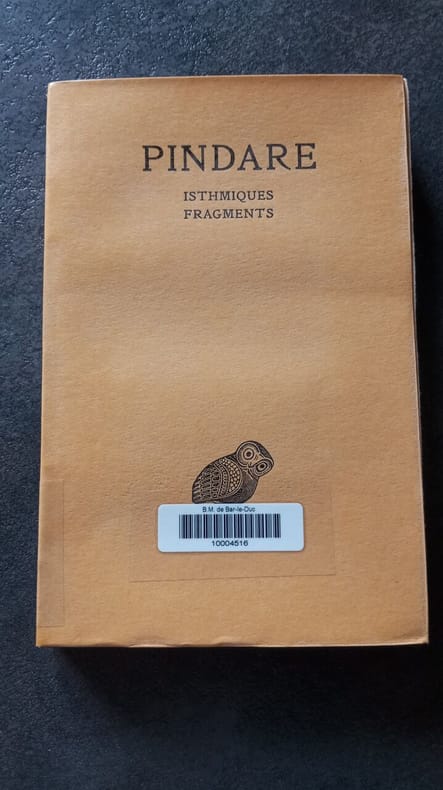 PINDARE
ISTHMIQUES
FRAGMENTS
B.M. de Bar-le-Duc
10004516